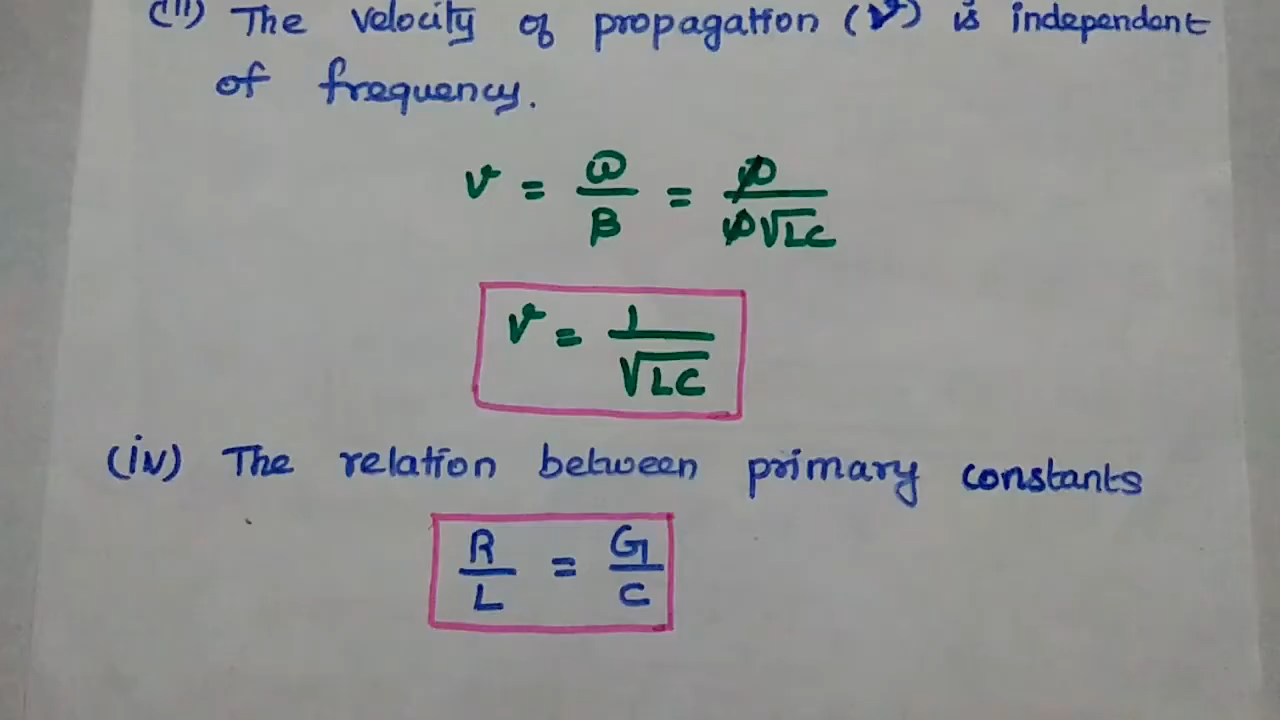 (iii) The velocity of propagation (v) is independent
of frequency.
v = ω/β = ω/ω√LC
v = 1/√LC
(iv) The relation between primary constants
R/L = G/C